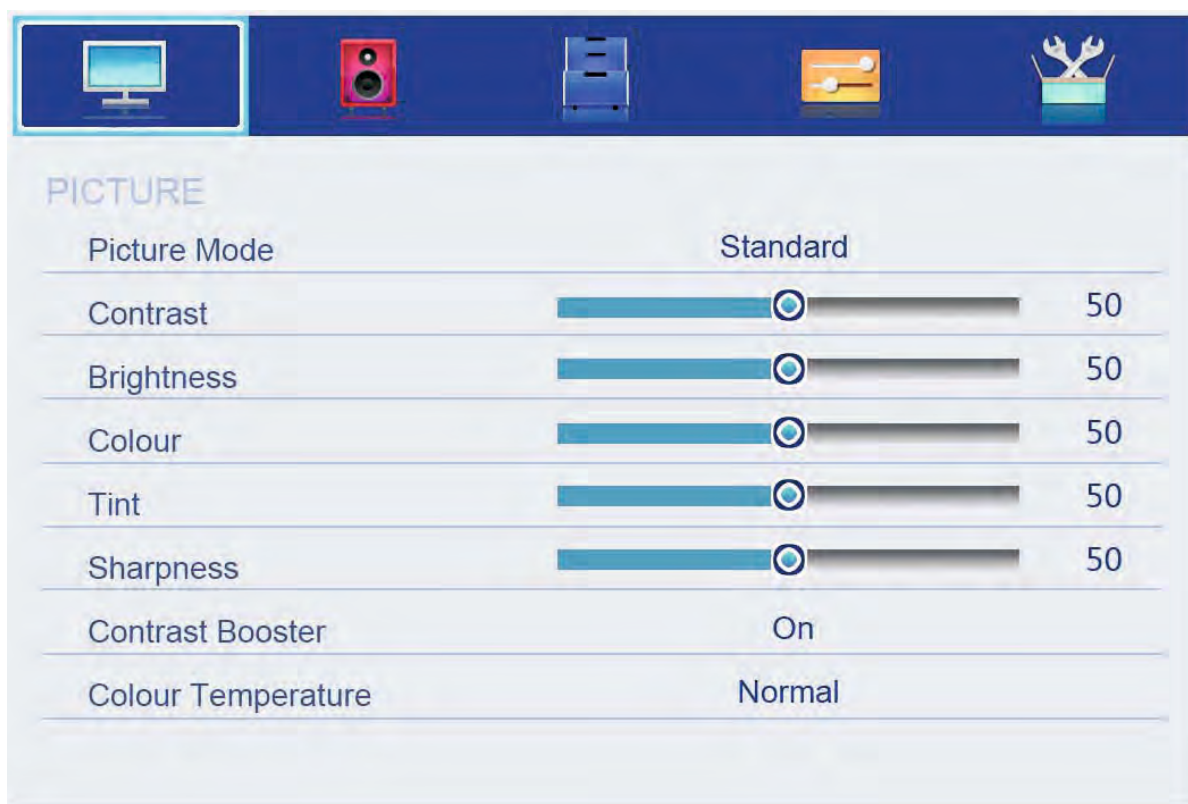 PICTURE
Picture Mode Standard
Contrast 50
Brightness 50
Colour 50
Tint 50
Sharpness 50
Contrast Booster On
Colour Temperature Normal